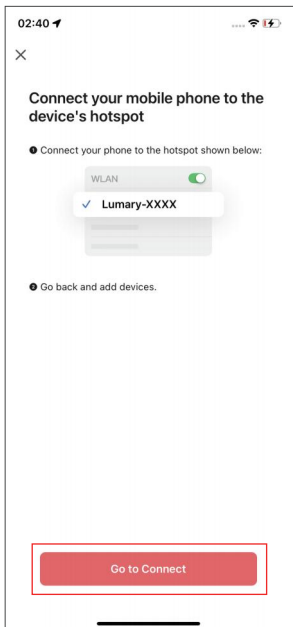 02:40
Connect your mobile phone to the
device's hotspot
❶ Connect your phone to the hotspot shown below:
WLAN
Lumary-XXXX
❷ Go back and add devices.
Go to Connect